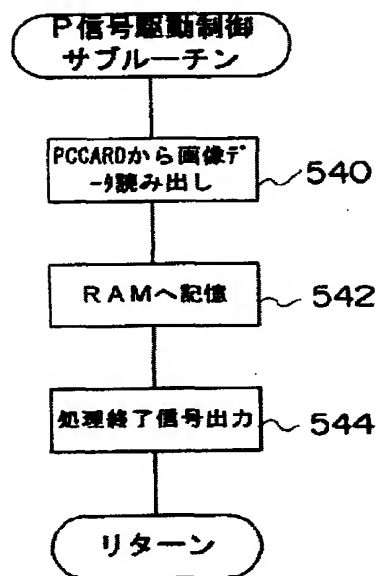 P信号駆動制御
サブルーチン
PCCARDから画像デ
ータ読み出し
540
RAMへ記憶
542
処理終了信号出力
544
リターン